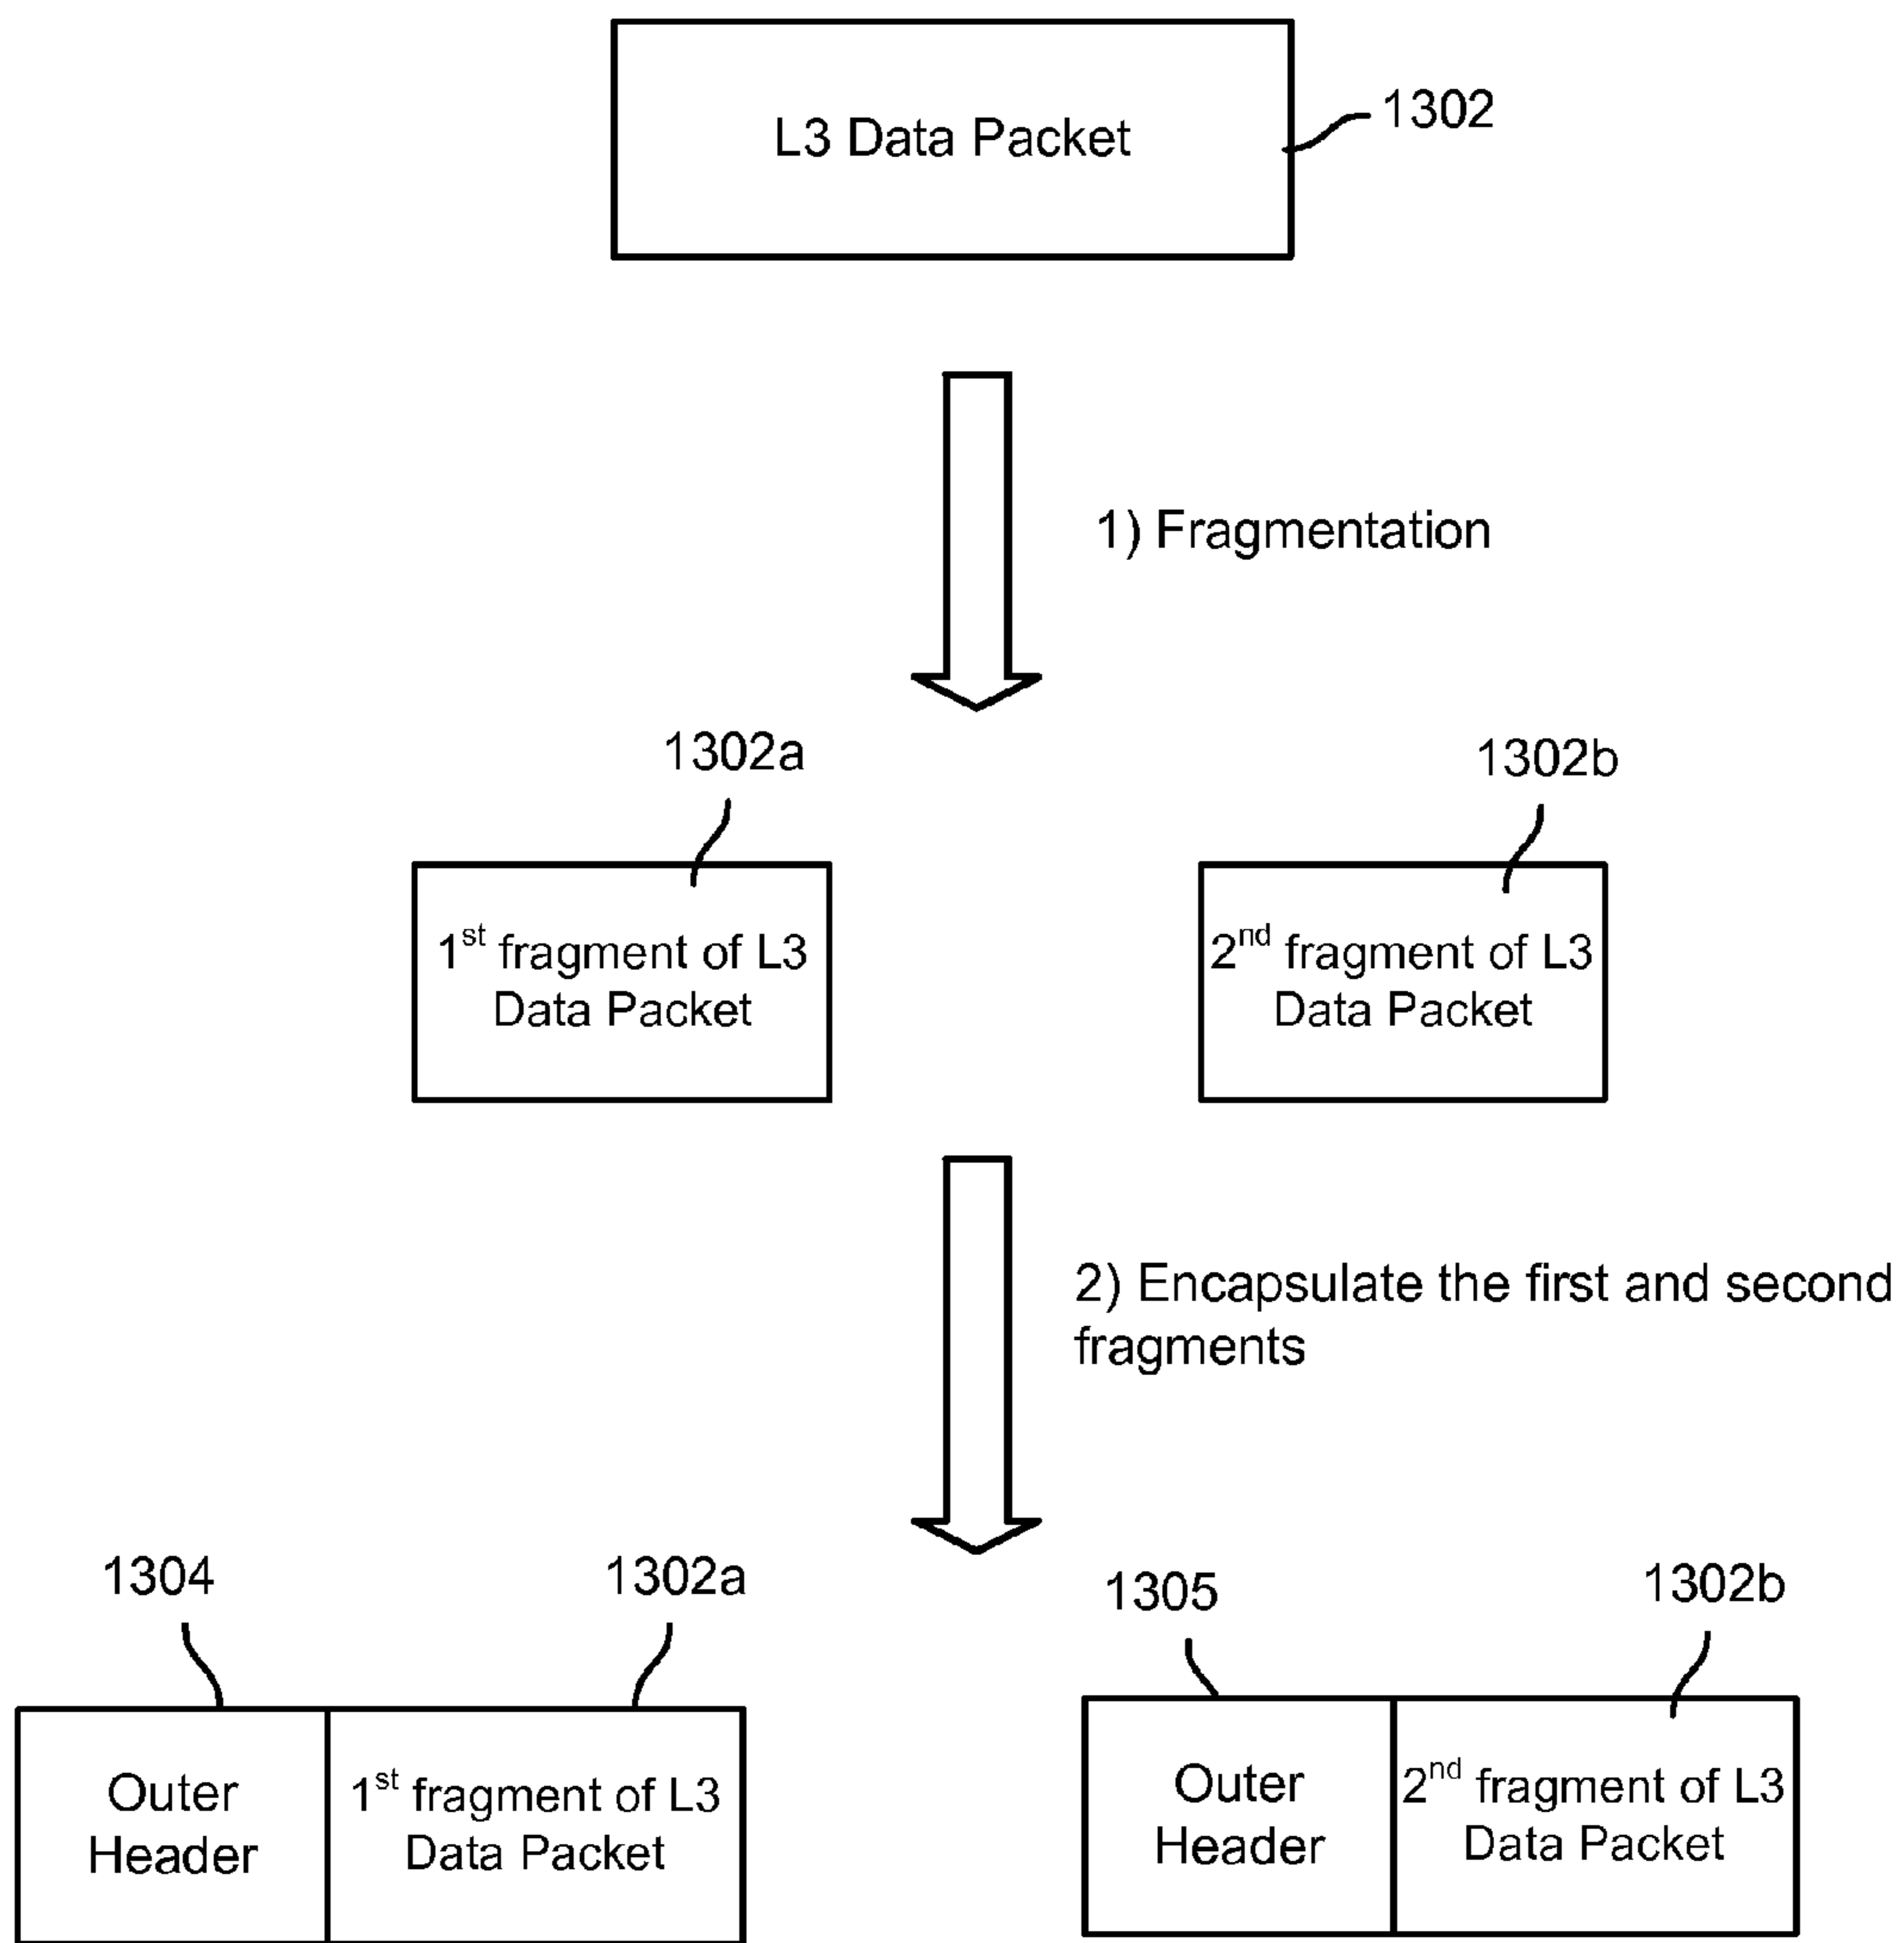 L3 Data Packet
1302
1) Fragmentation
1302a
1302b
1st fragment of L3
Data Packet
2nd fragment of L3
Data Packet
2) Encapsulate the first and second
fragments
1304
1302a
1305
1302b
Outer
Header
1st fragment of L3
Data Packet
Outer
Header
2nd fragment of L3
Data Packet